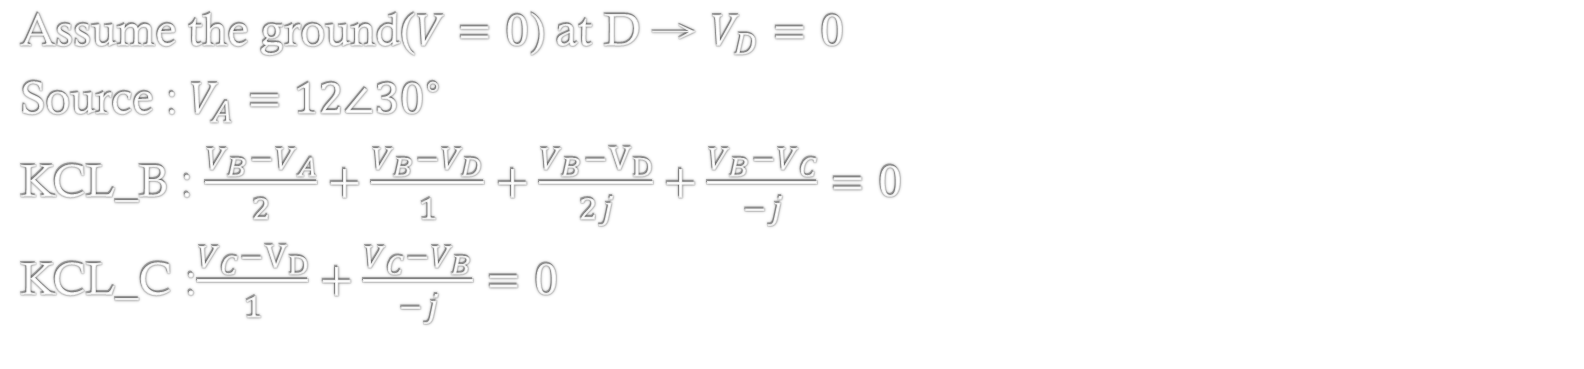 Assume the ground(V = 0) at D → V_D = 0
Source : V_A = 12∠30°
KCL_B : (V_B−V_A)/2 + (V_B−V_D)/1 + (V_B−V_D)/2j + (V_B−V_C)/−j = 0
KCL_C : (V_C−V_D)/1 + (V_C−V_B)/−j = 0